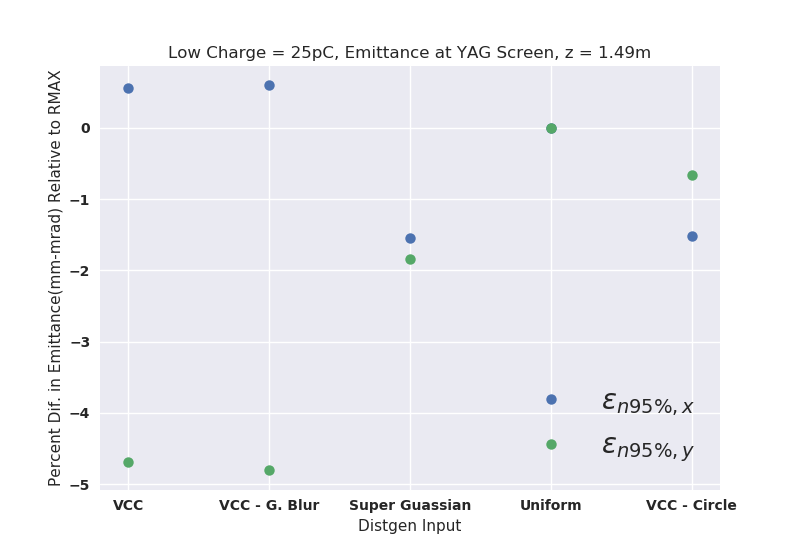 Low Charge = 25pC, Emittance at YAG Screen, z = 1.49m
Percent Dif. in Emittance(mm-mrad) Relative to RMAX
0
−1
−2
−3
−4
−5
εn95%, x
εn95%, y
VCC
VCC - G. Blur
Super Guassian
Uniform
VCC - Circle
Distgen Input